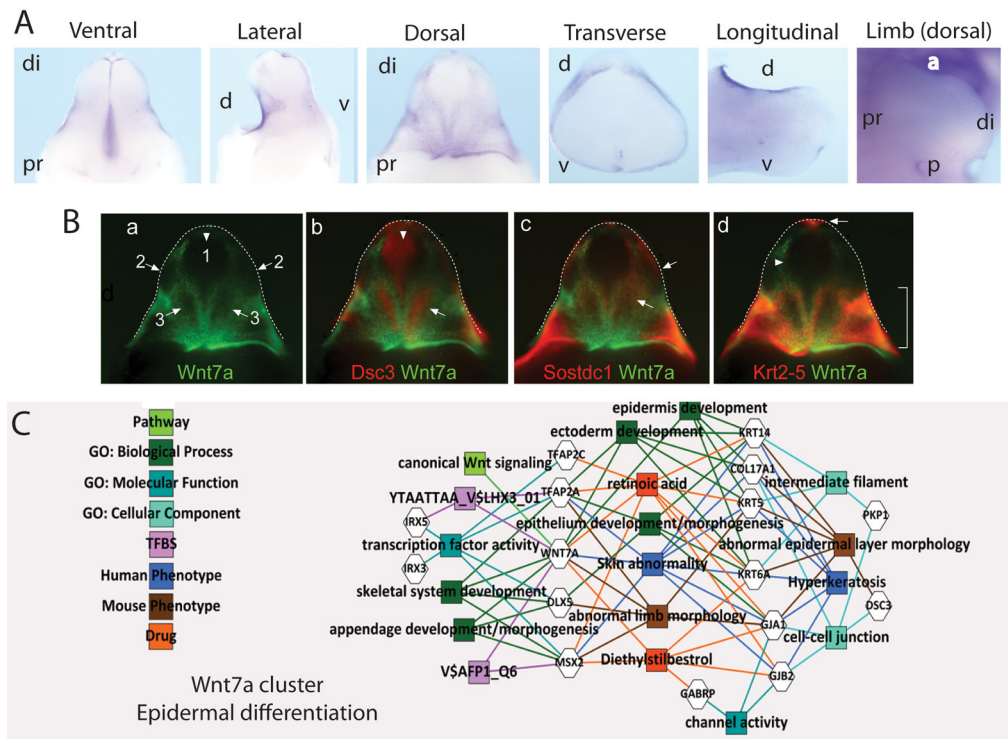 A
Ventral
Lateral
Dorsal
Transverse
Longitudinal
Limb (dorsal)
di
pr
d
v
di
pr
d
v
d
v
a
pr
di
p
B
a
1
2
2
3
3
d
Wnt7a
b
Dsc3 Wnt7a
c
Sostdc1 Wnt7a
d
Krt2-5 Wnt7a
C
Pathway
GO: Biological Process
GO: Molecular Function
GO: Cellular Component
TFBS
Human Phenotype
Mouse Phenotype
Drug
Wnt7a cluster
Epidermal differentiation
epidermis development
ectoderm development
KRT14
TFAP2C
canonical Wnt signaling
COL17A1
YTAATTAA_V$LHX3_01
TFAP2A
retinoic acid
intermediate filament
KRT5
IRX5
PKP1
epithelium development/morphogenesis
transcription factor activity
WNT7A
abnormal epidermal layer morphology
IRX3
Skin abnormality
KRT6A
Hyperkeratosis
skeletal system development
DLX5
abnormal limb morphology
DSC3
GJA1
appendage development/morphogenesis
cell-cell junction
V$AFP1_Q6
MSX2
Diethylstilbestrol
GJB2
GABRP
channel activity